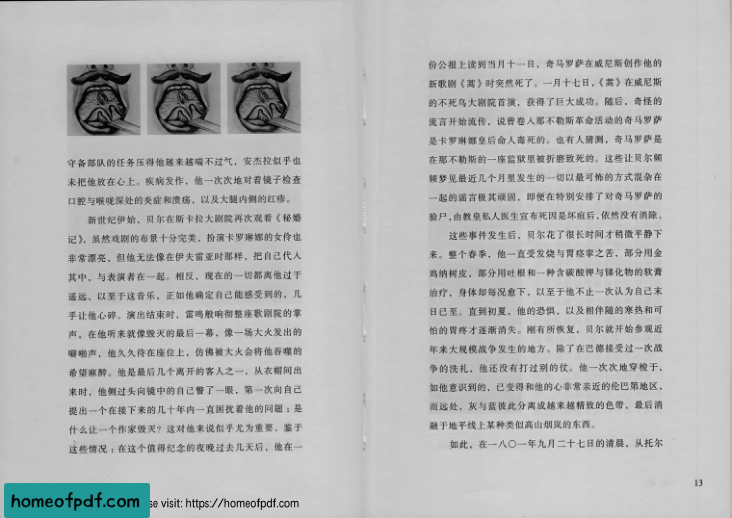 守备部队的任务压得他越来越喘不过气，安杰拉似乎也
未把他放在心上。疾病发作，他一次次地对着镜子检查
口腔与喉咙深处的炎症和溃疡，以及大腿内侧的红疹。
新世纪伊始，贝尔在斯卡拉大剧院再次观看《秘婚
记》，虽然戏剧的布景十分完美，扮演卡罗琳娜的女伶也
非常漂亮，但他无法像在伊夫雷亚时那样，把自己代入
其中，与表演者在一起。相反，现在的一切都离他过于
遥远，以至于这音乐，正如他确定自己能感受到的，几
乎让他心碎。演出结束时，雷鸣般响彻整座歌剧院的掌
声，在他听来就像毁灭的最后一幕，像一场大火发出的
噼啪声，他久久待在座位上，仿佛被大火会将他吞噬的
希望麻醉。他是最后几个离开的客人之一，从衣帽间出
来时，他侧过头向镜中的自己瞥了一眼，第一次向自己
提出一个在接下来的几十年内一直困扰着他的问题：是
什么让一个作家毁灭？这对他来说似乎尤为重要，鉴于
这些情况：在这个值得纪念的夜晚过去几天后，他在一
份公报上读到当月十一日，奇马罗萨在威尼斯创作他的
新歌剧《蒿》时突然死了。一月十七日，《蒿》在威尼斯
的不死鸟大剧院首演，获得了巨大成功。随后，奇怪的
流言开始流传，说曾卷入那不勒斯革命活动的奇马罗萨
是卡罗琳娜皇后命人毒死的。也有人猜测，奇马罗萨是
在那不勒斯的一座监狱里被折磨致死的。这些让贝尔频
频梦见最近几个月里发生的一切以最可怖的方式混杂在
一起的谣言极其顽固，即便在特别安排了对奇马罗萨的
验尸，由教皇私人医生宣布死因是坏疽后，依然没有消除。
这些事件发生后，贝尔花了很长时间才稍微平静下
来。整个春季，他一直受发烧与胃痉挛之苦，部分用金
鸡纳树皮，部分用吐根和一种含碳酸钾与锑化物的软膏
治疗，身体却每况愈下，以至于他不止一次认为自己末
日已至。直到初夏，他的恐惧，以及相伴随的寒热和可
怕的胃疼才逐渐消失。刚有所恢复，贝尔就开始参观近
年来大规模战争发生的地方。除了在巴德接受过一次战
争的洗礼，他还没有打过别的仗。他一次次地穿梭于，
如他意识到的，已变得和他的心非常亲近的伦巴第地区，
而远处，灰与蓝彼此分离成越来越精致的色带，最后消
融于地平线上某种类似高山烟岚的东西。
如此，在一八〇一年九月二十七日的清晨，从托尔
13
homeofpdf.com
se visit: https://homeofpdf.com